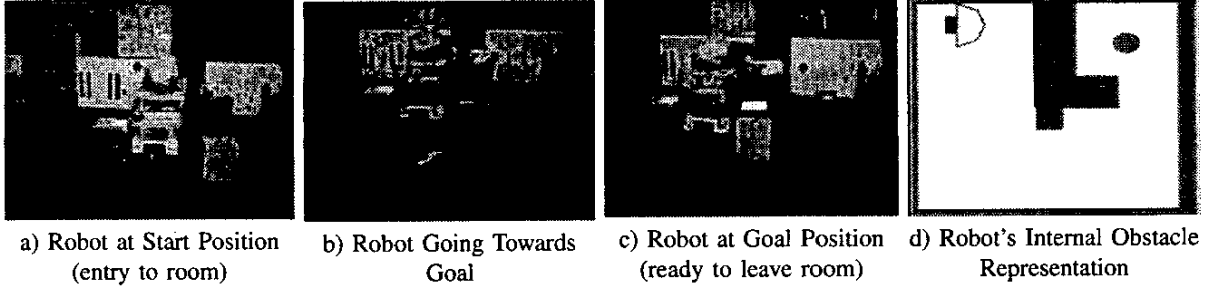 a) Robot at Start Position
(entry to room)
b) Robot Going Towards
Goal
c) Robot at Goal Position
(ready to leave room)
d) Robot's Internal Obstacle
Representation